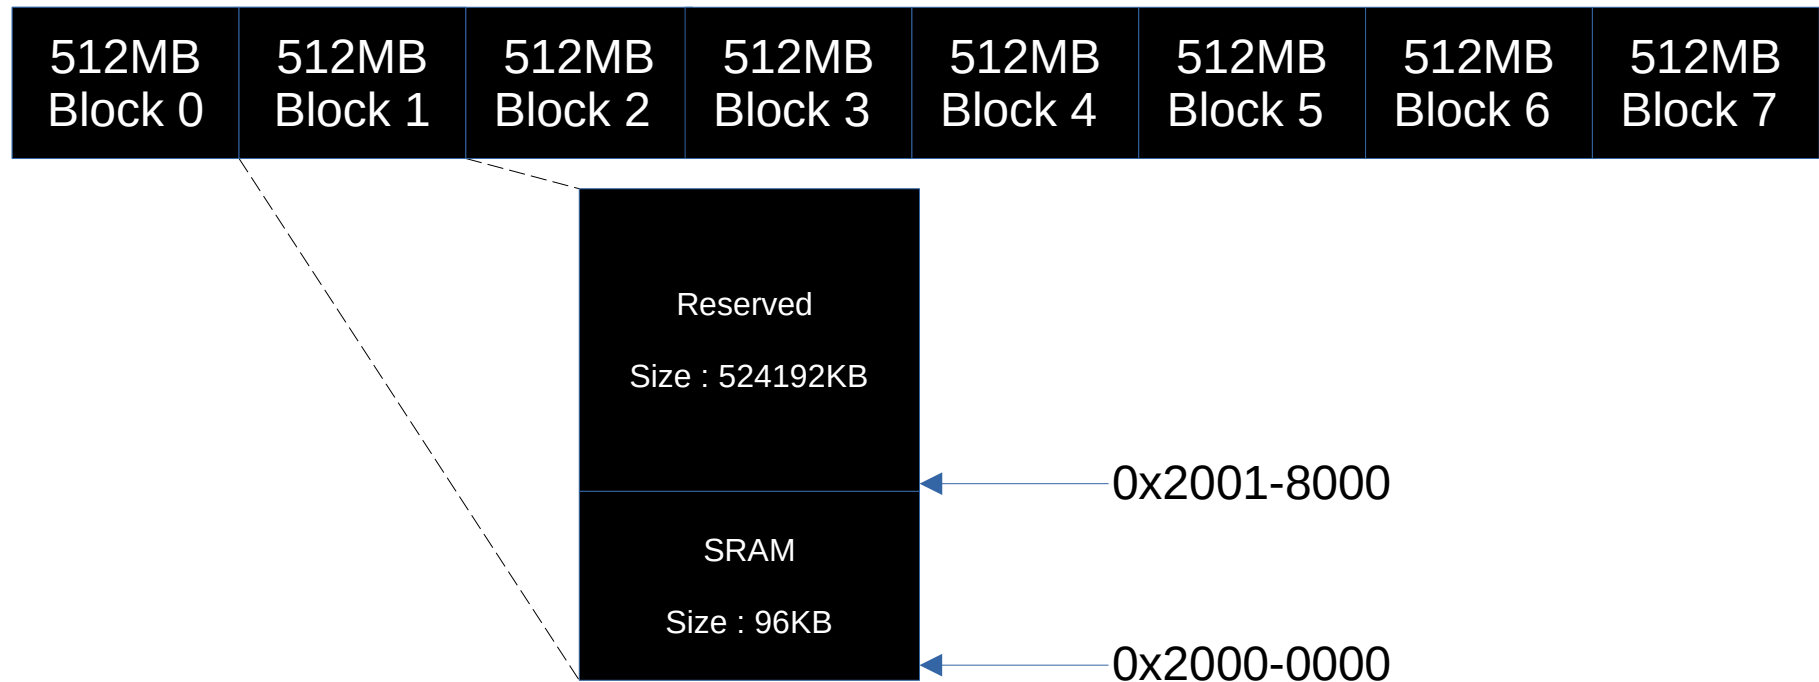 512MB
Block 0
512MB
Block 1
512MB
Block 2
512MB
Block 3
512MB
Block 4
512MB
Block 5
512MB
Block 6
512MB
Block 7
Reserved
Size : 524192KB
0x2001-8000
SRAM
Size : 96KB
0x2000-0000